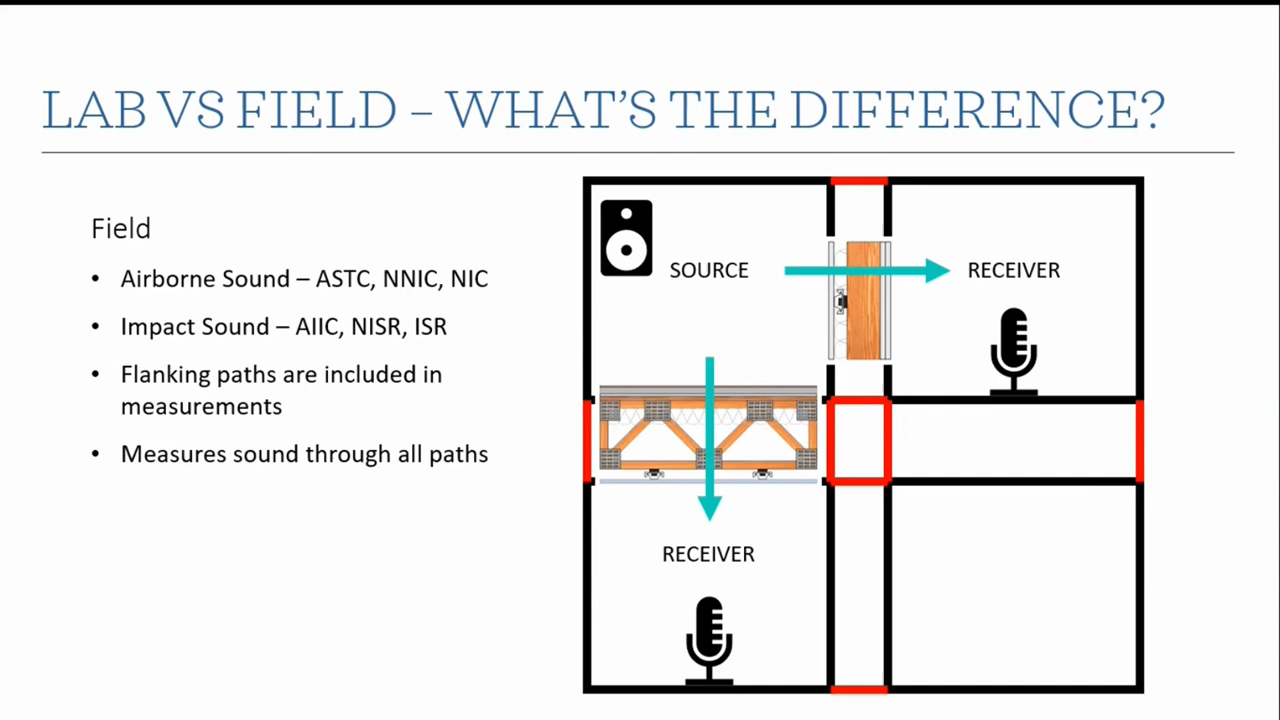 LAB VS FIELD – WHAT'S THE DIFFERENCE?
Field
• Airborne Sound – ASTC, NNIC, NIC
• Impact Sound – AIIC, NISR, ISR
• Flanking paths are included in
measurements
• Measures sound through all paths
SOURCE
RECEIVER
RECEIVER